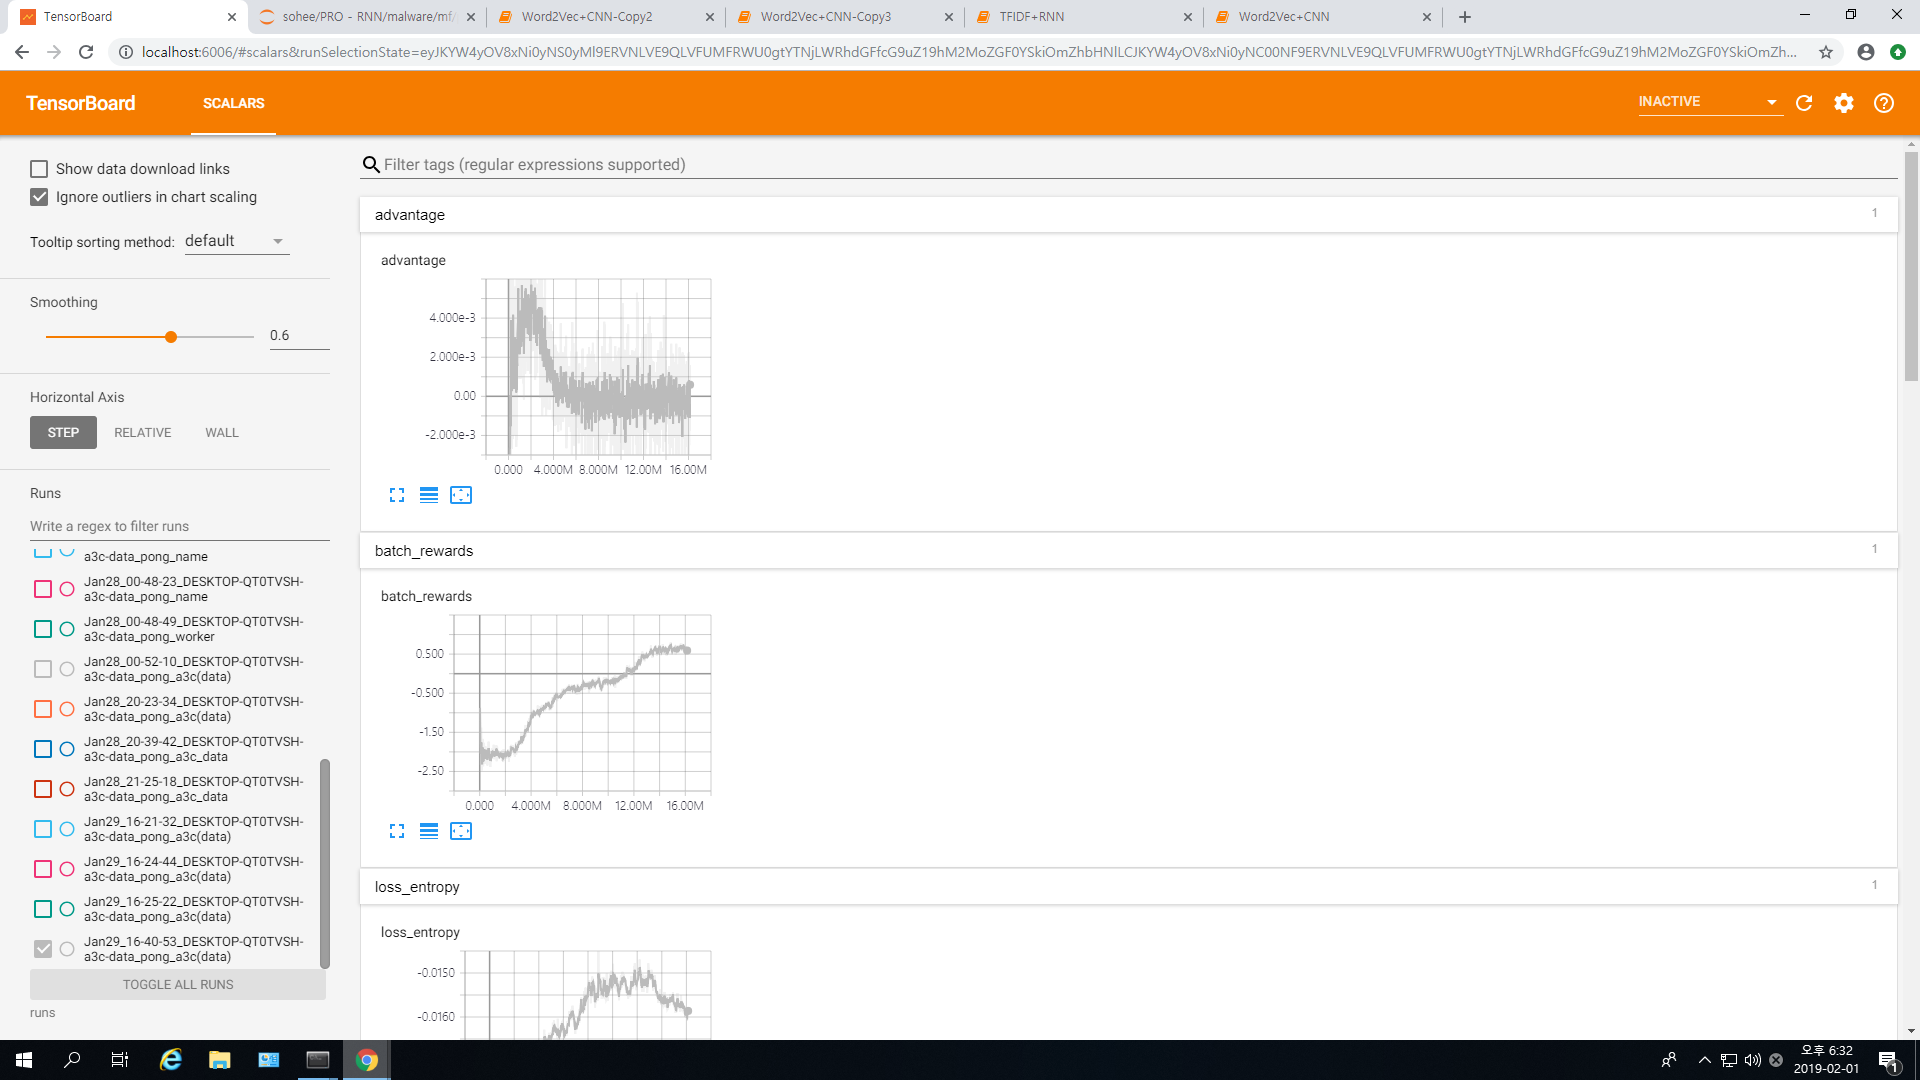 TensorBoard
sohee/PRO - RNN/malware/mf/
Word2Vec+CNN-Copy2
Word2Vec+CNN-Copy3
TFIDF+RNN
Word2Vec+CNN
TensorBoard
SCALARS
INACTIVE
Show data download links
Ignore outliers in chart scaling
Tooltip sorting method: default
Smoothing
0.6
Horizontal Axis
STEP RELATIVE WALL
Runs
Write a regex to filter runs
a3c-data_pong_name
Jan28_00-48-23_DESKTOP-QT0TVSH-
a3c-data_pong_name
Jan28_00-48-49_DESKTOP-QT0TVSH-
a3c-data_pong_worker
Jan28_00-52-10_DESKTOP-QT0TVSH-
a3c-data_pong_a3c(data)
Jan28_20-23-34_DESKTOP-QT0TVSH-
a3c-data_pong_a3c(data)
Jan28_20-39-42_DESKTOP-QT0TVSH-
a3c-data_pong_a3c_data
Jan28_21-25-18_DESKTOP-QT0TVSH-
a3c-data_pong_a3c_data
Jan29_16-21-32_DESKTOP-QT0TVSH-
a3c-data_pong_a3c(data)
Jan29_16-24-44_DESKTOP-QT0TVSH-
a3c-data_pong_a3c(data)
Jan29_16-25-22_DESKTOP-QT0TVSH-
a3c-data_pong_a3c(data)
Jan29_16-40-53_DESKTOP-QT0TVSH-
a3c-data_pong_a3c(data)
TOGGLE ALL RUNS
runs
Filter tags (regular expressions supported)
advantage 1
advantage
4.000e-3
2.000e-3
0.00
-2.000e-3
0.000 4.000M 8.000M 12.00M 16.00M
batch_rewards 1
batch_rewards
0.500
-0.500
-1.50
-2.50
0.000 4.000M 8.000M 12.00M 16.00M
loss_entropy 1
loss_entropy
-0.0150
-0.0160
오후 6:32
2019-02-01
1